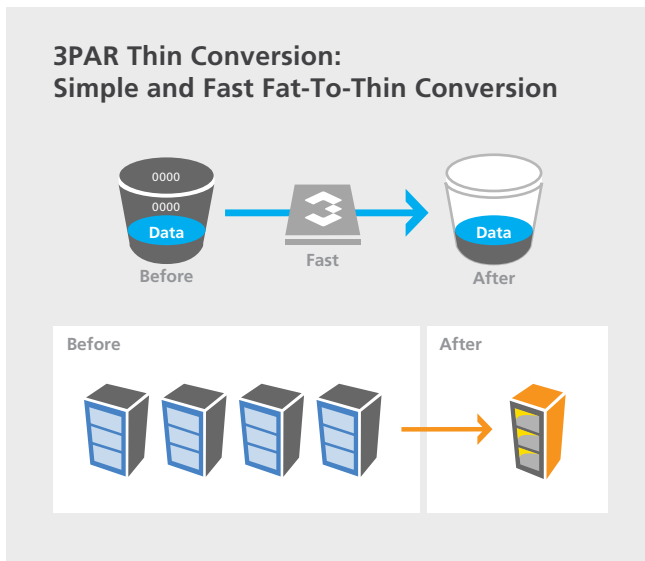 3PAR Thin Conversion:
Simple and Fast Fat-To-Thin Conversion
0000
0000
Data
Before
Fast
Data
After
Before
After